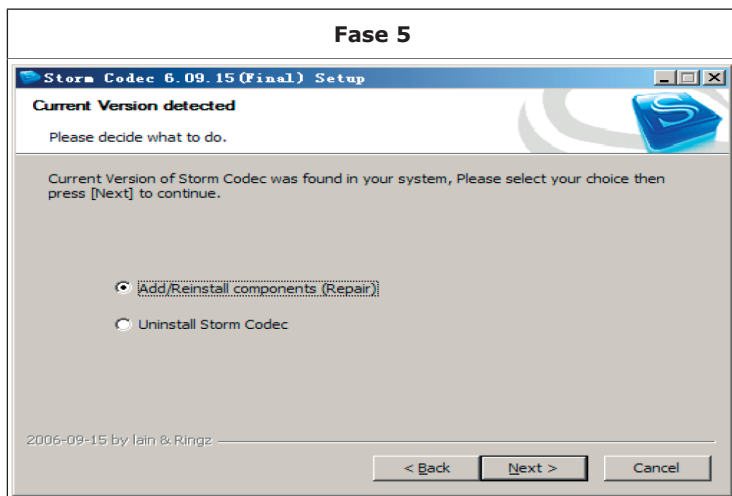 Fase 5
Storm Codec 6.09.15(Final) Setup
Current Version detected
Please decide what to do.
Current Version of Storm Codec was found in your system, Please select your choice then
press [Next] to continue.
Add/Reinstall components (Repair)
Uninstall Storm Codec
2006-09-15 by Iain & Ringz
< Back
Next >
Cancel